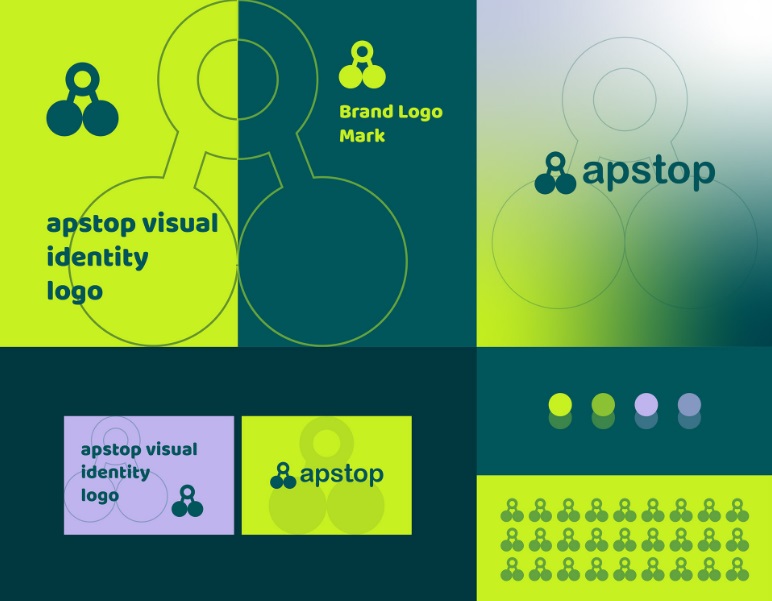 apstop visual
identity
logo
Brand Logo
Mark
apstop
apstop visual
identity
logo
apstop